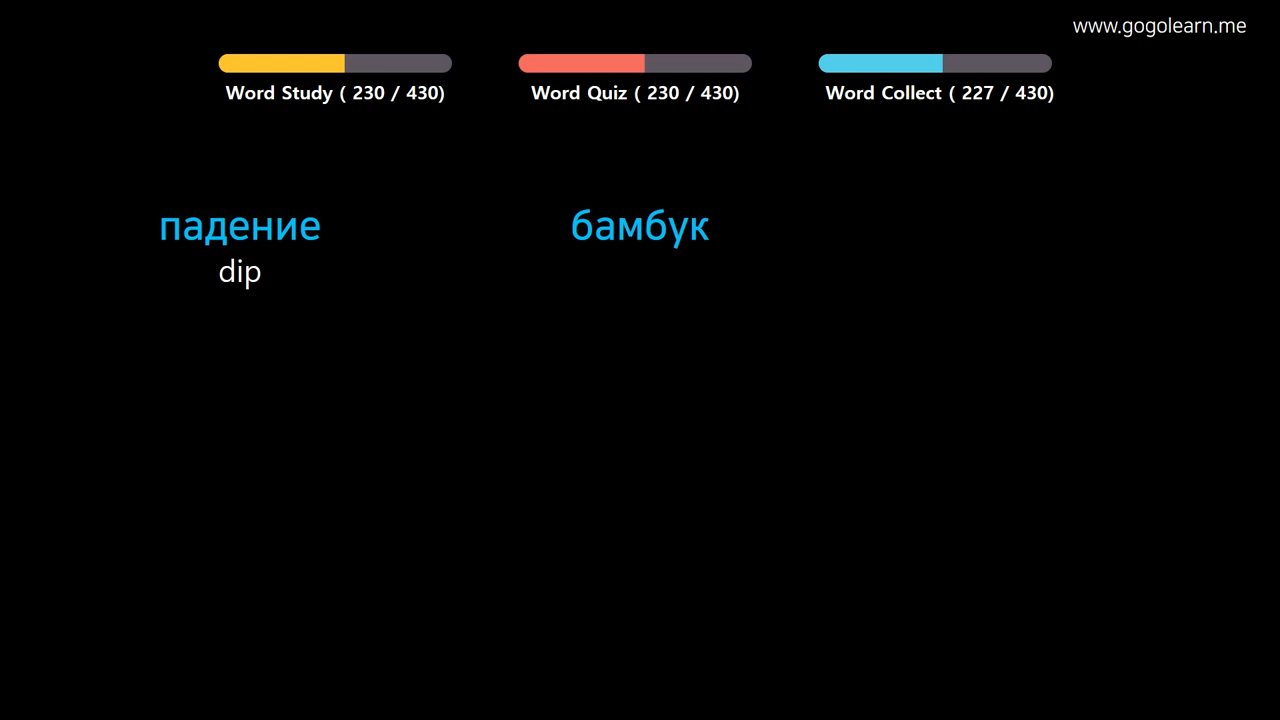 www.gogolearn.me
Word Study ( 230 / 430)
Word Quiz ( 230 / 430)
Word Collect ( 227 / 430)
падение
dip
бамбук